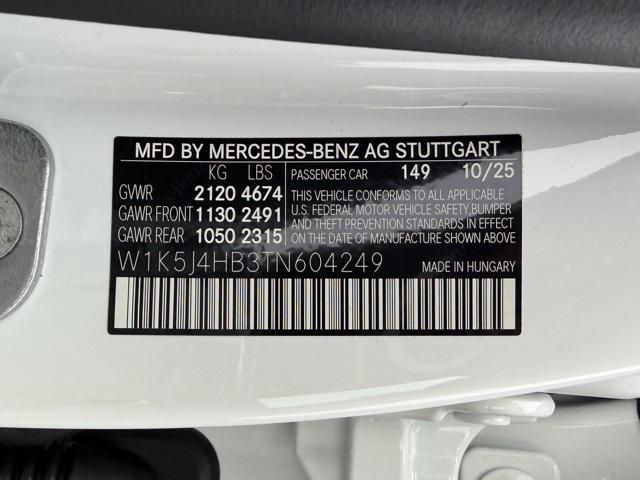 MFD BY MERCEDES-BENZ AG STUTTGART
KG LBS PASSENGER CAR 149 10/25
GVWR 2120 4674 THIS VEHICLE CONFORMS TO ALL APPLICABLE
GAWR FRONT 1130 2491 U.S. FEDERAL MOTOR VEHICLE SAFETY, BUMPER
AND THEFT PREVENTION STANDARDS IN EFFECT
GAWR REAR 1050 2315 ON THE DATE OF MANUFACTURE SHOWN ABOVE.
W1K5J4HB3TN604249 MADE IN HUNGARY